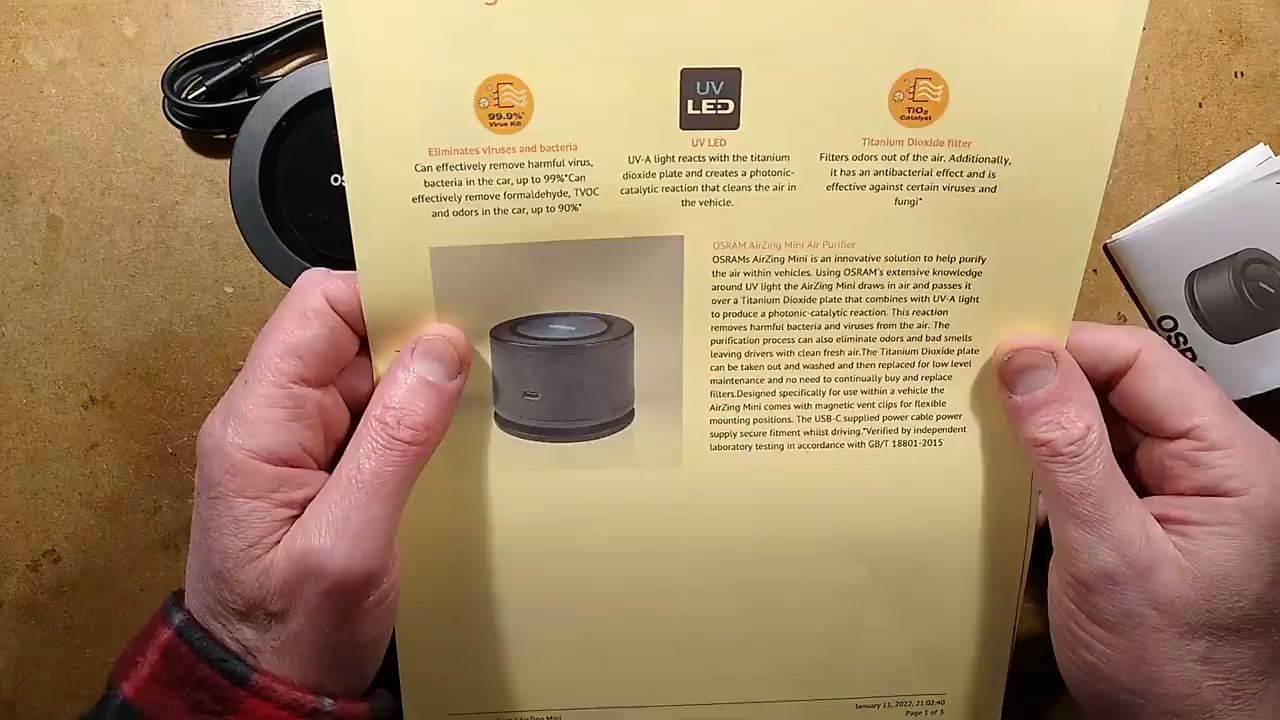 99.9%*
Virus Kill
Eliminates viruses and bacteria
Can effectively remove harmful virus,
bacteria in the car, up to 99%*Can
effectively remove formaldehyde, TVOC
and odors in the car, up to 90%*
UV
LED
UV LED
UV-A light reacts with the titanium
dioxide plate and creates a photonic-
catalytic reaction that cleans the air in
the vehicle.
TiO2
Catalyst
Titanium Dioxide filter
Filters odors out of the air. Additionally,
it has an antibacterial effect and is
effective against certain viruses and
fungi*
OSRAM AirZing Mini Air Purifier
OSRAMs AirZing Mini is an innovative solution to help purify
the air within vehicles. Using OSRAM's extensive knowledge
around UV light the AirZing Mini draws in air and passes it
over a Titanium Dioxide plate that combines with UV-A light
to produce a photonic-catalytic reaction. This reaction
removes harmful bacteria and viruses from the air. The
purification process can also eliminate odors and bad smells
leaving drivers with clean fresh air.The Titanium Dioxide plate
can be taken out and washed and then replaced for low level
maintenance and no need to continually buy and replace
filters.Designed specifically for use within a vehicle the
AirZing Mini comes with magnetic vent clips for flexible
mounting positions. The USB-C supplied power cable power
supply secure fitment whilst driving.*Verified by independent
laboratory testing in accordance with GB/T 18801-2015
AirZing Mini
January 11, 2022, 21:02:40
Page 1 of 3
OS
OSR